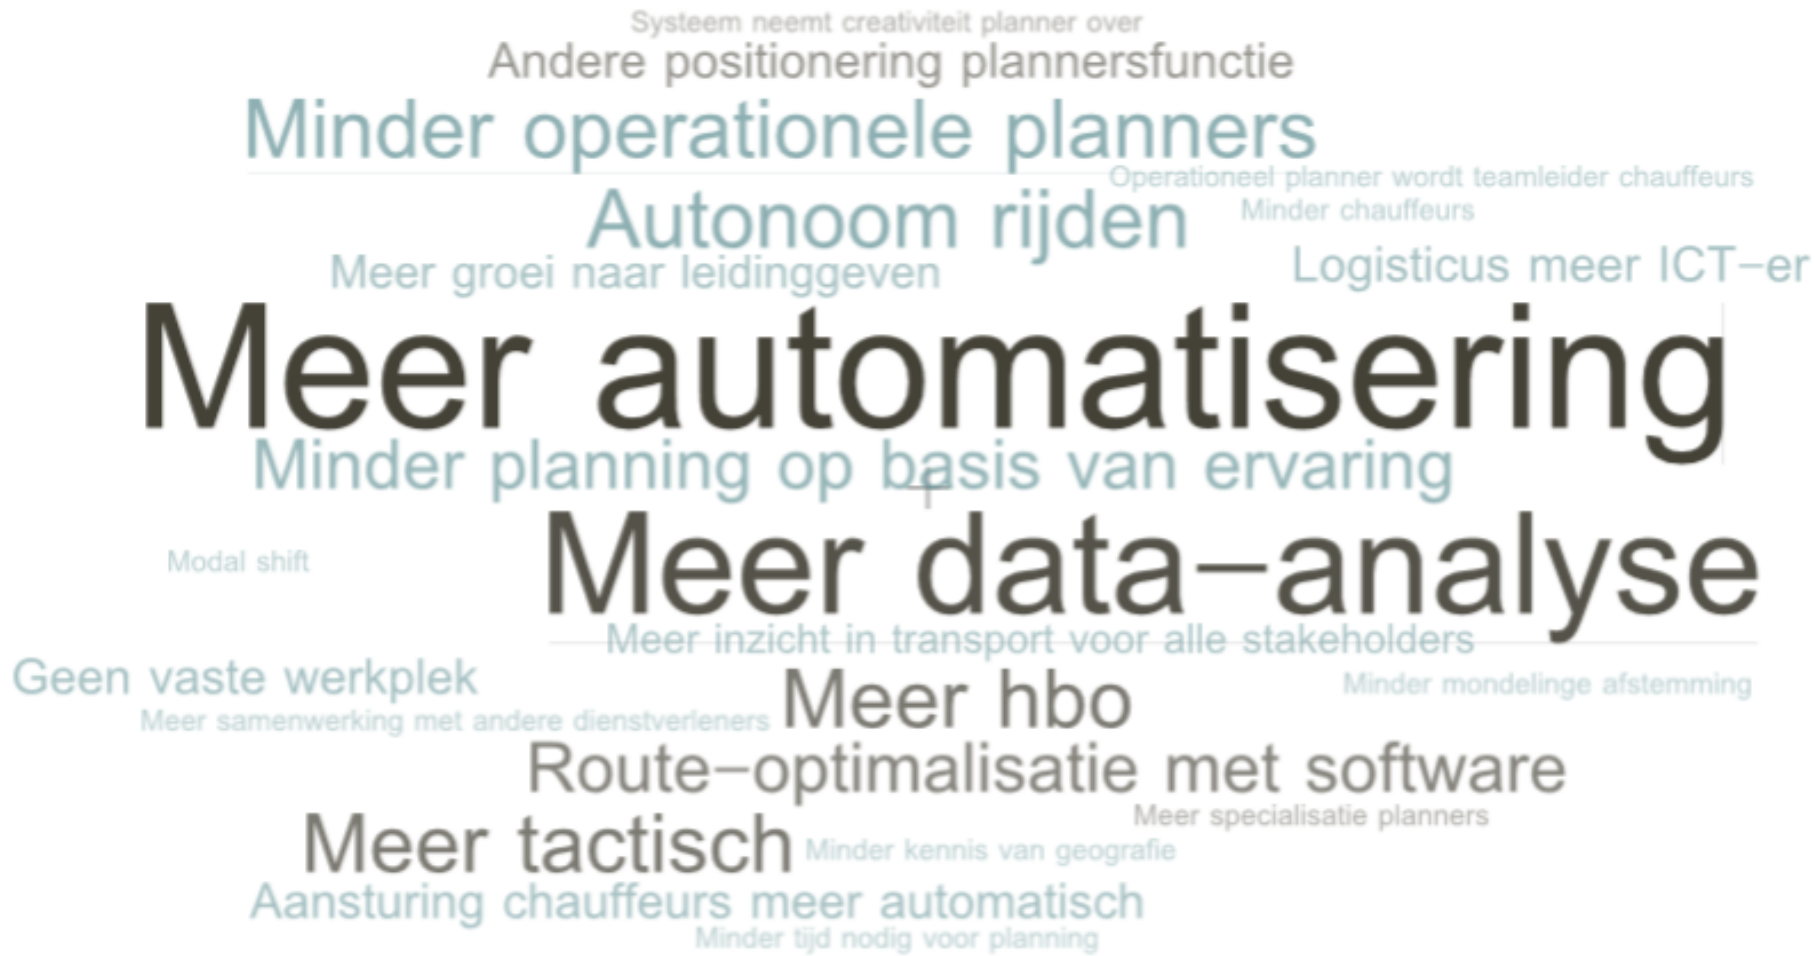 Systeem neemt creativiteit planner over
Andere positionering plannersfunctie
Minder operationele planners
Operationeel planner wordt teamleider chauffeurs
Autonoom rijden
Minder chauffeurs
Meer groei naar leidinggeven
Logisticus meer ICT-er
Meer automatisering
Minder planning op basis van ervaring
Meer data-analyse
Modal shift
Meer inzicht in transport voor alle stakeholders
Geen vaste werkplek
Meer hbo
Minder mondelinge afstemming
Meer samenwerking met andere dienstverleners
Route-optimalisatie met software
Meer specialisatie planners
Meer tactisch
Minder kennis van geografie
Aansturing chauffeurs meer automatisch
Minder tijd nodig voor planning